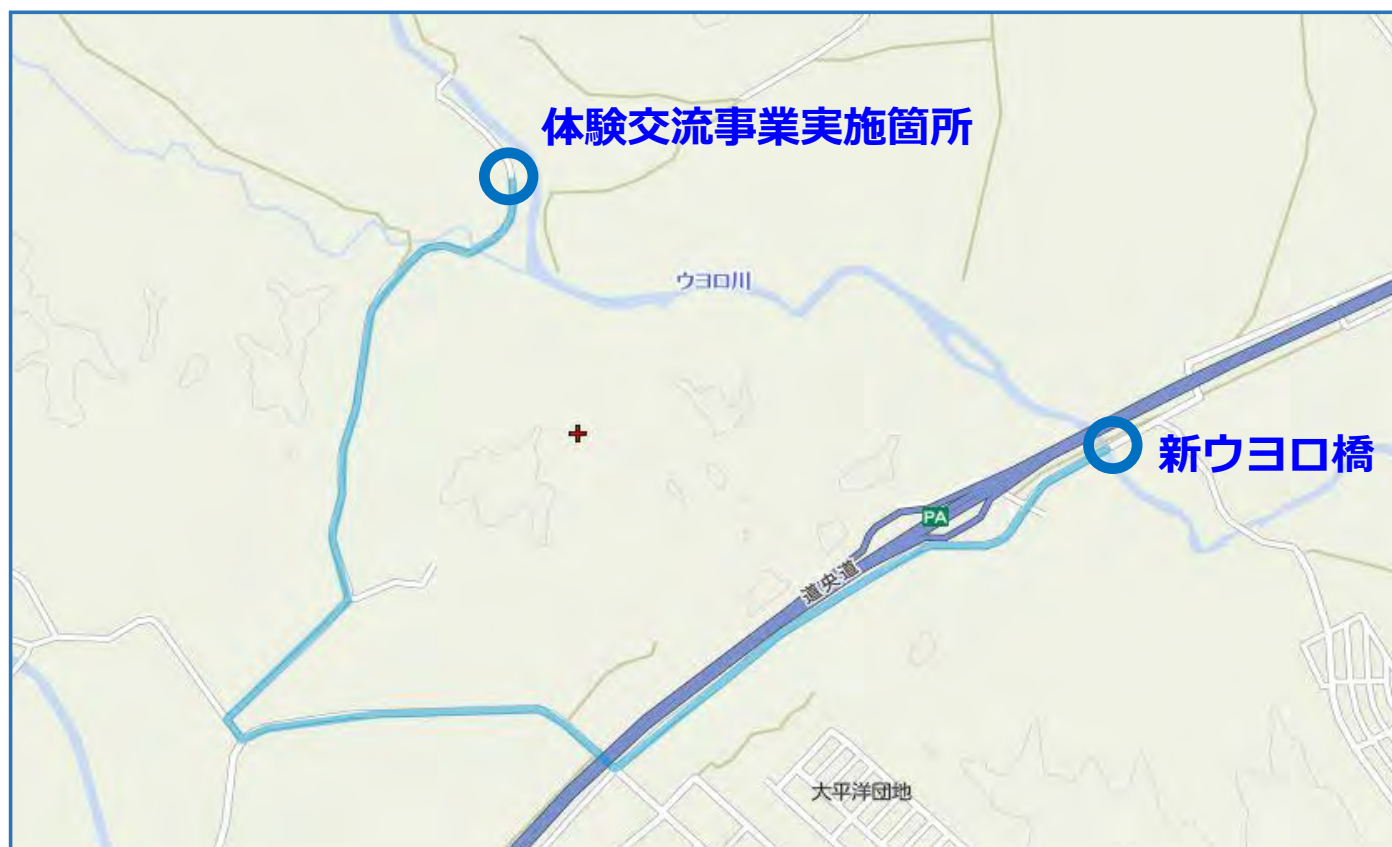 体験交流事業実施箇所
ウヨロ川
新ウヨロ橋
PA
道央道
大平洋団地